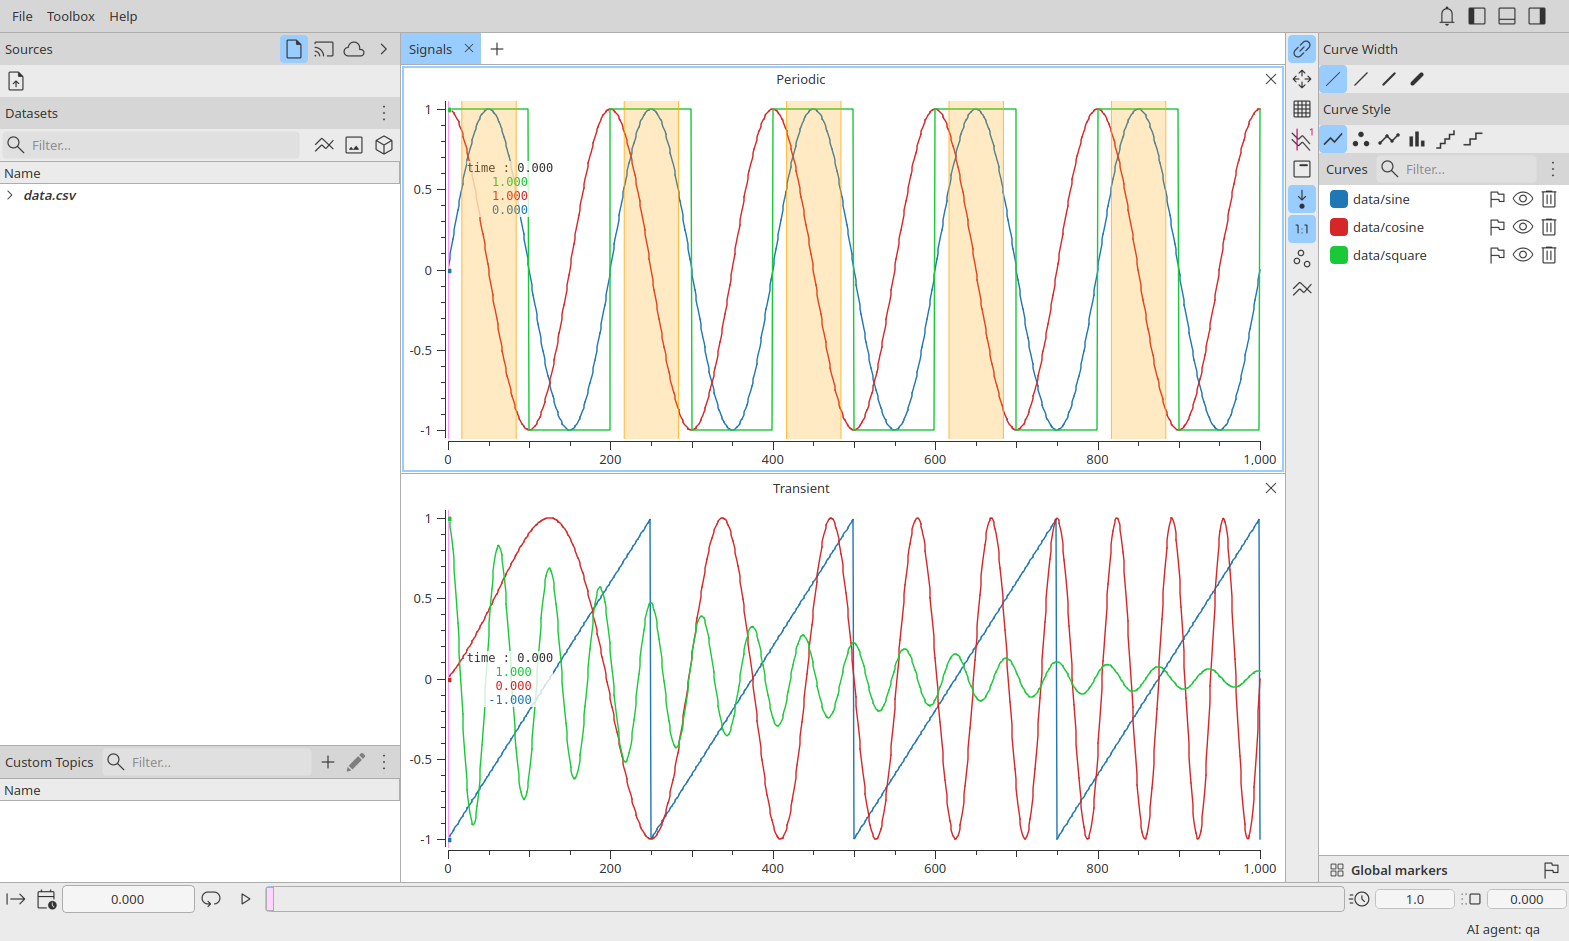 File Toolbox Help
Sources
Datasets
Filter...
Name
data.csv
Custom Topics Filter...
Name
Signals
Periodic
1
0.5
0
-0.5
-1
time : 0.000
1.000
1.000
0.000
0 200 400 600 800 1,000
Transient
1
0.5
0
-0.5
-1
time : 0.000
1.000
0.000
-1.000
0 200 400 600 800 1,000
1
1:1
Curve Width
Curve Style
Curves Filter...
data/sine
data/cosine
data/square
Global markers
0.000 1.0 0.000
AI agent: qa